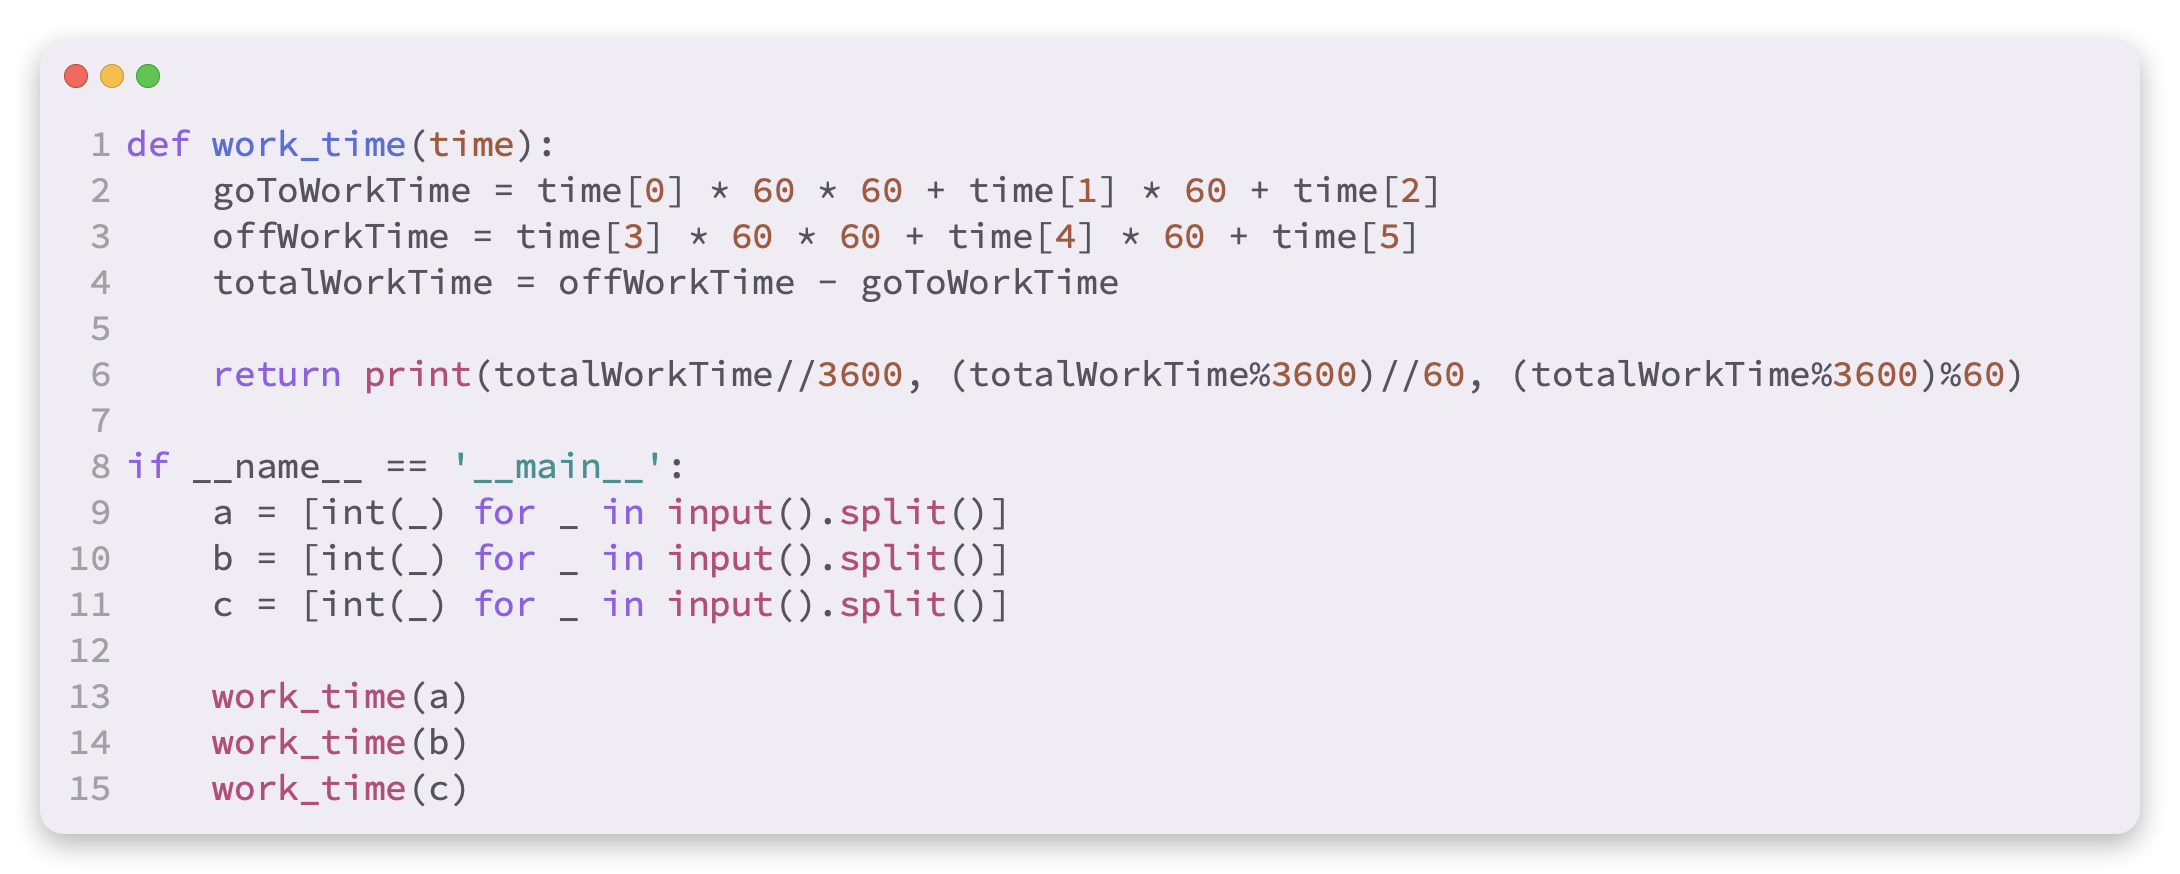 1 def work_time(time):
2     goToWorkTime = time[0] * 60 * 60 + time[1] * 60 + time[2]
3     offWorkTime = time[3] * 60 * 60 + time[4] * 60 + time[5]
4     totalWorkTime = offWorkTime - goToWorkTime
5
6     return print(totalWorkTime//3600, (totalWorkTime%3600)//60, (totalWorkTime%3600)%60)
7
8 if __name__ == '__main__':
9     a = [int(_) for _ in input().split()]
10     b = [int(_) for _ in input().split()]
11     c = [int(_) for _ in input().split()]
12
13     work_time(a)
14     work_time(b)
15     work_time(c)